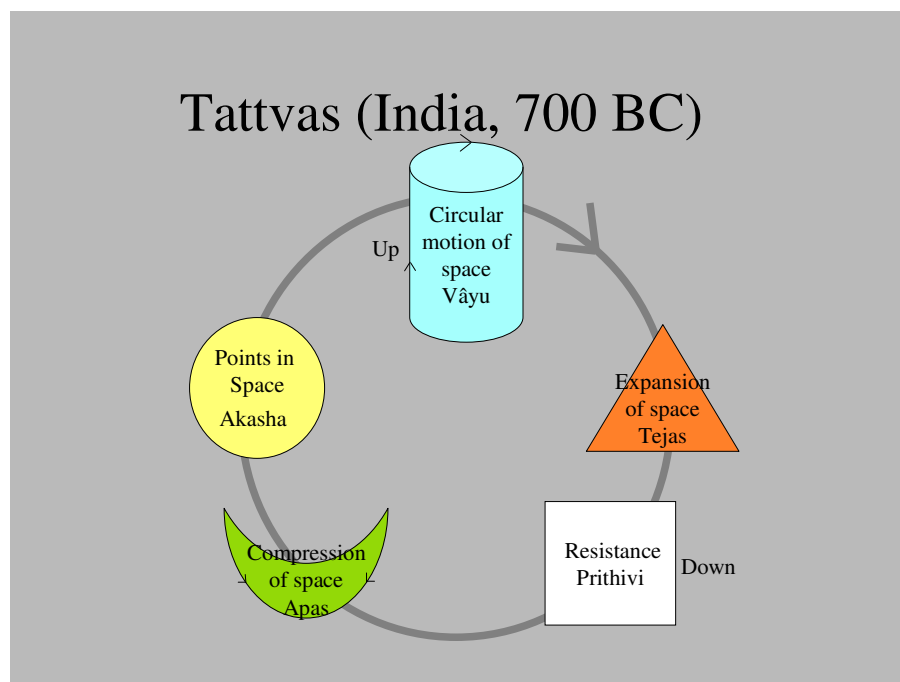 Tattvas (India, 700 BC)
Circular
motion of
space
Vâyu
Up
Points in
Space
Akasha
Expansion
of space
Tejas
Compression
of space
Apas
Resistance
Prithivi
Down